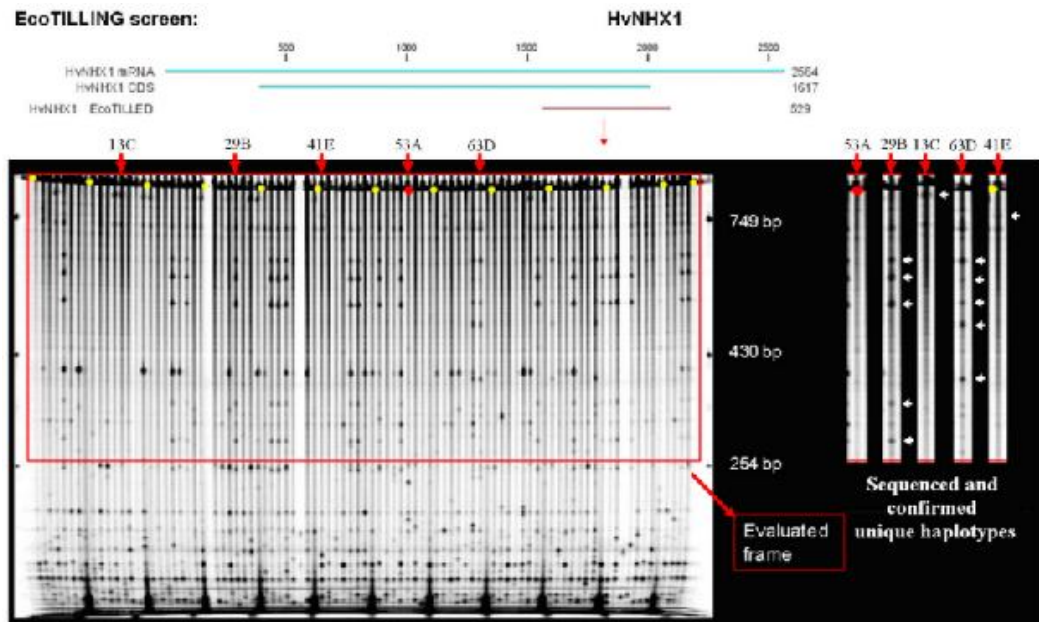 EcoTILLING screen:
HvNHX1
500 1000 1500 2000 2500
HvNHX1 mRNA 2564
HvNHX1 CDS 1617
HvNHX1 EcoTILLED 529
13C 29B 41E 53A 63D
53A 29B 13C 63D 41E
749 bp
430 bp
254 bp
Sequenced and
confirmed
unique haplotypes
Evaluated
frame